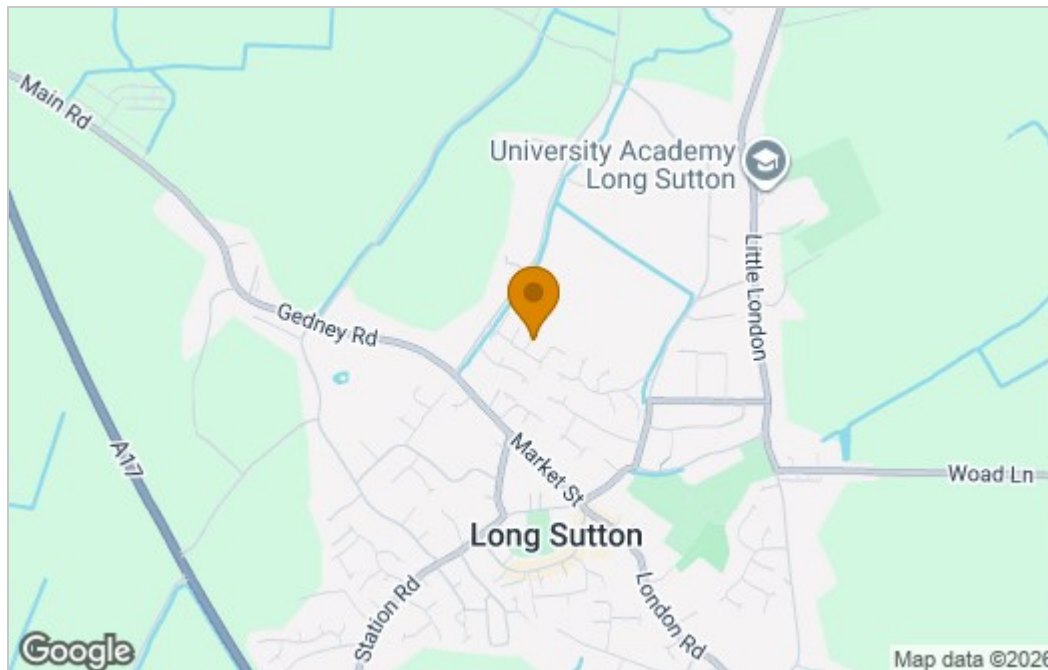 Main Rd
University Academy
Long Sutton
Little London
Gedney Rd
A17
Market St
Woad Ln
Long Sutton
Station Rd
London Rd
Google
Map data ©2026